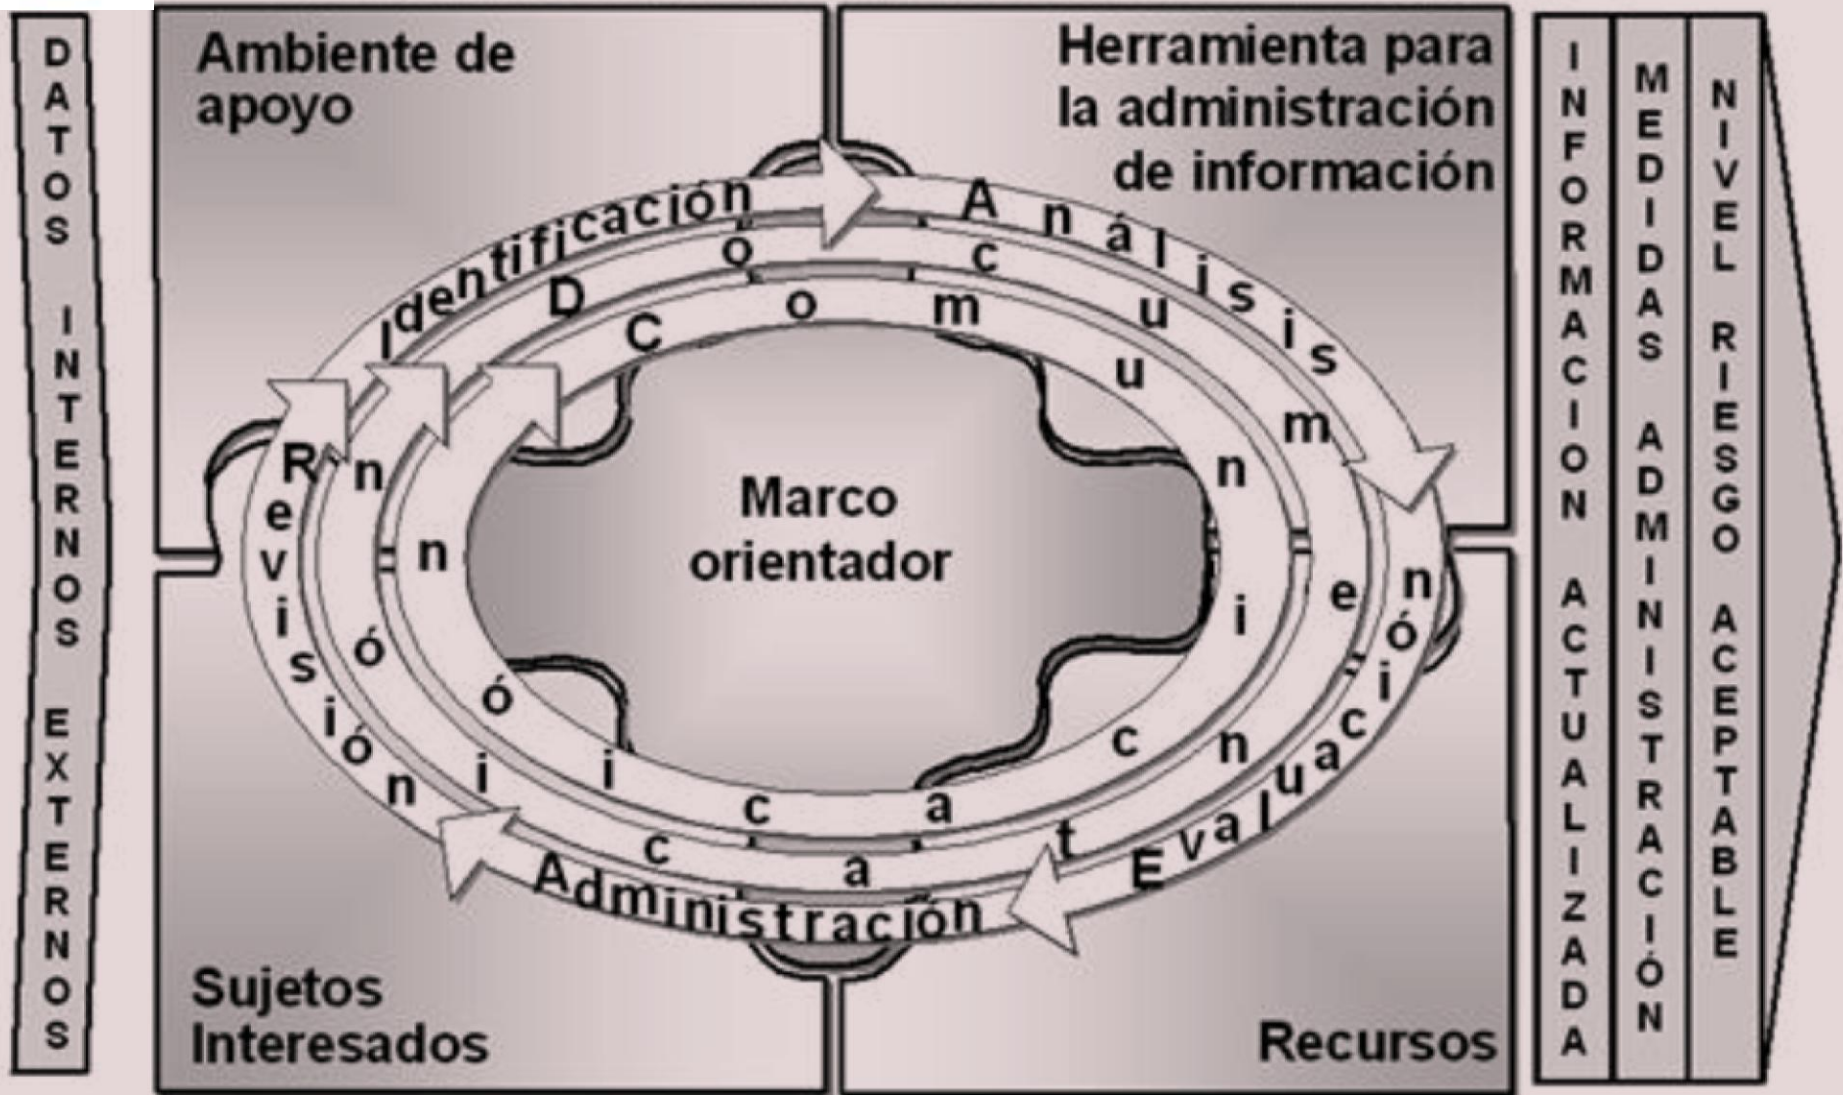 DATOS INTERNOS EXTERNOS
Ambiente de
apoyo
Herramienta para
la administración
de información
Identificación
Análisis
Evaluación
Administración
Revisión
Documentación
Comunicación
Marco
orientador
Sujetos
Interesados
Recursos
INFORMACION ACTUALIZADA
MEDIDAS ADMINISTRACIÓN
NIVEL RIESGO ACEPTABLE